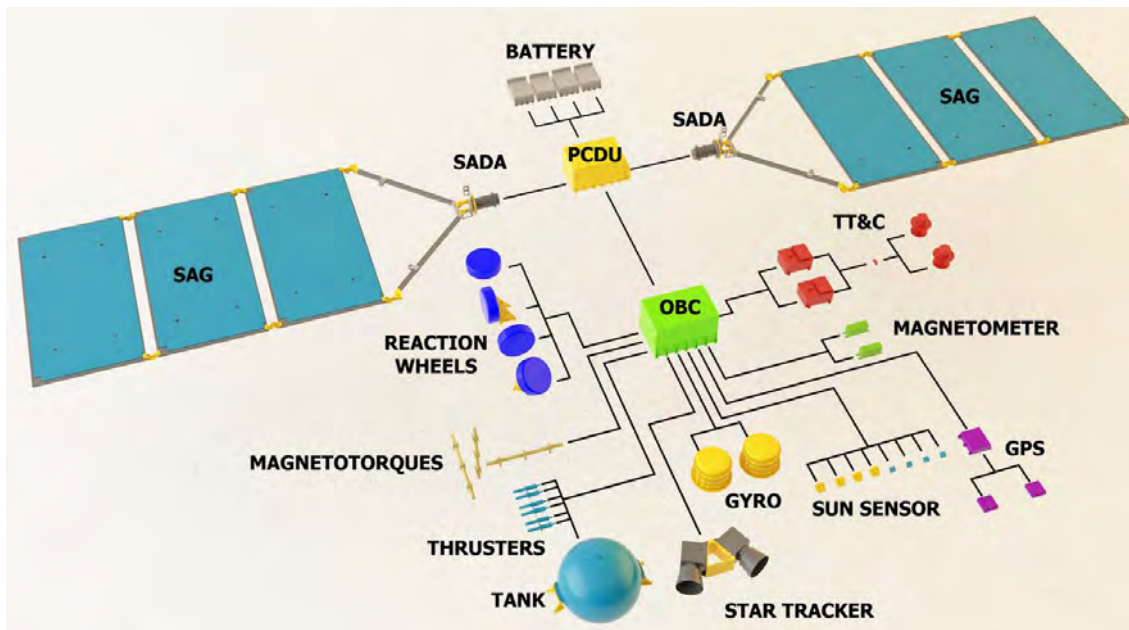 BATTERY
SADA
SAG
PCDU
SADA
SAG
TT&C
OBC
MAGNETOMETER
REACTION
WHEELS
MAGNETOTORQUES
GPS
GYRO
SUN SENSOR
THRUSTERS
TANK
STAR TRACKER